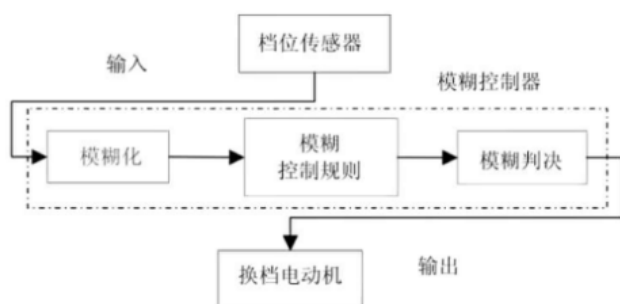 档位传感器
输入
模糊控制器
模糊化
模糊
控制规则
模糊判决
换档电动机
输出